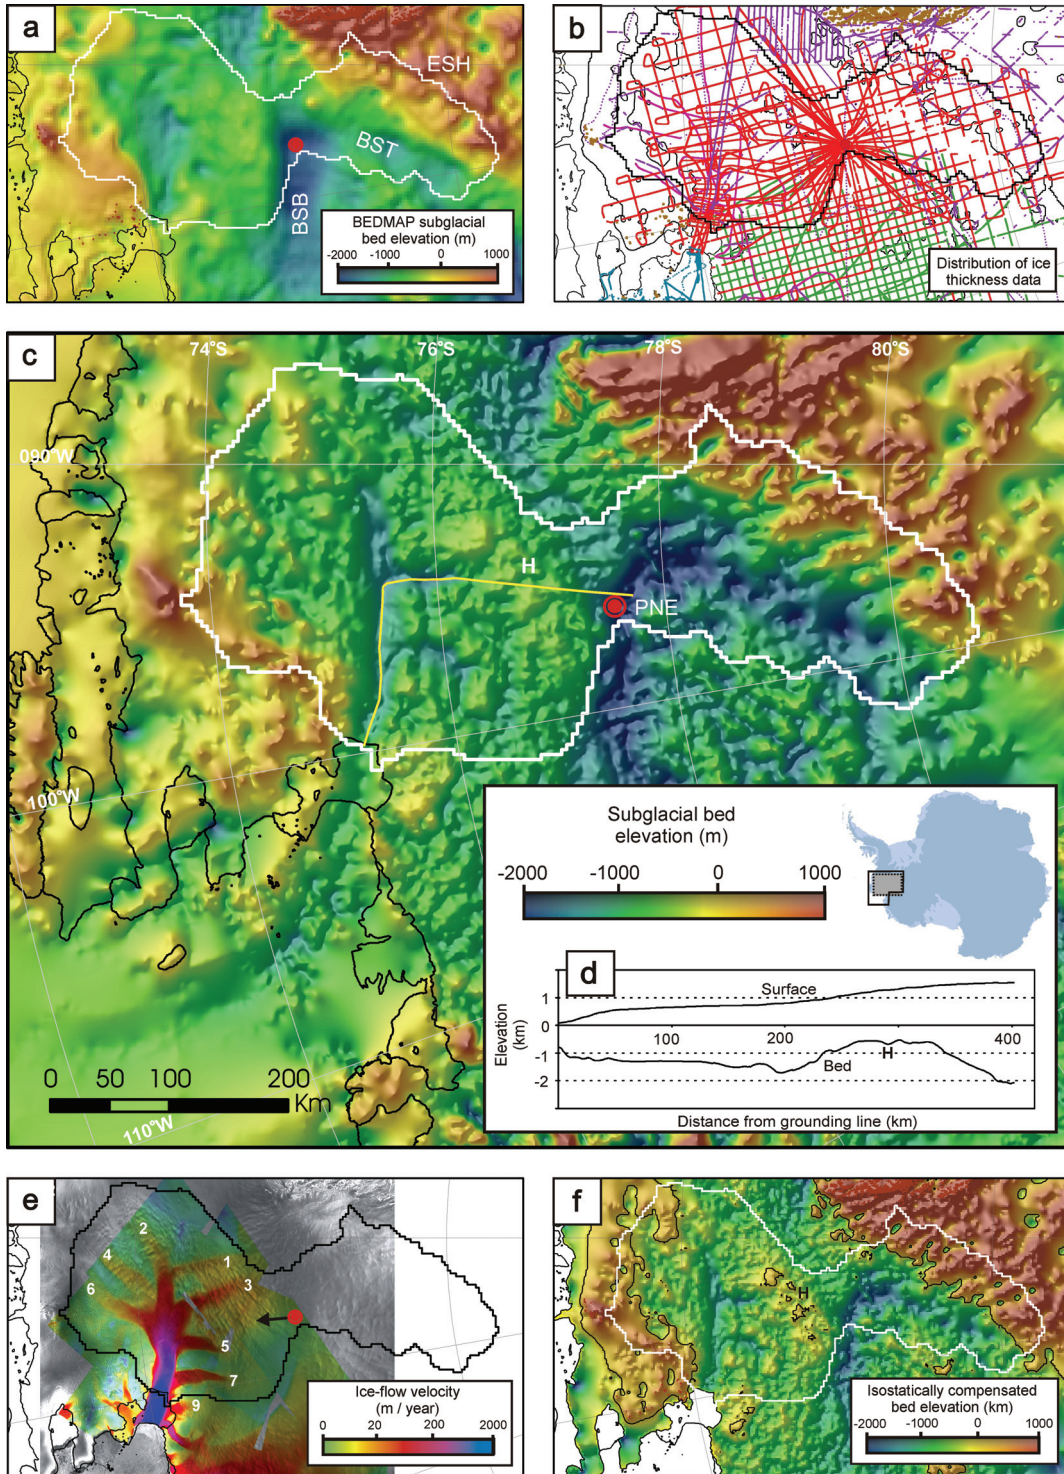 a
ESH
BST
BSB
BEDMAP subglacial
bed elevation (m)
-2000 -1000 0 1000
b
Distribution of ice
thickness data
c
74°S
76°S
78°S
80°S
090°W
100°W
110°W
H
PNE
0 50 100 200
Km
Subglacial bed
elevation (m)
-2000 -1000 0 1000
d
Elevation
(km)
1
0
-1
-2
Surface
100 200 400
Bed
H
Distance from grounding line (km)
e
2
4
1
3
6
5
7
9
Ice-flow velocity
(m / year)
0 20 200 2000
f
H
Isostatically compensated
bed elevation (km)
-2000 -1000 0 1000